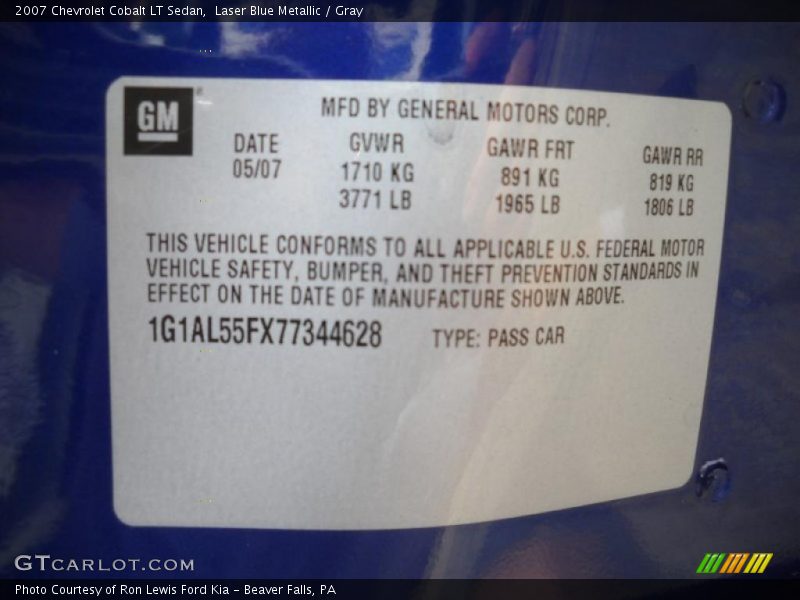 2007 Chevrolet Cobalt LT Sedan,  Laser Blue Metallic / Gray
GM
MFD BY GENERAL MOTORS CORP.
DATE GVWR GAWR FRT GAWR RR
05/07 1710 KG 891 KG 819 KG
3771 LB 1965 LB 1806 LB
THIS VEHICLE CONFORMS TO ALL APPLICABLE U.S. FEDERAL MOTOR
VEHICLE SAFETY, BUMPER, AND THEFT PREVENTION STANDARDS IN
EFFECT ON THE DATE OF MANUFACTURE SHOWN ABOVE.
1G1AL55FX77344628 TYPE: PASS CAR
GTCARLOT.COM
Photo Courtesy of Ron Lewis Ford Kia - Beaver Falls, PA